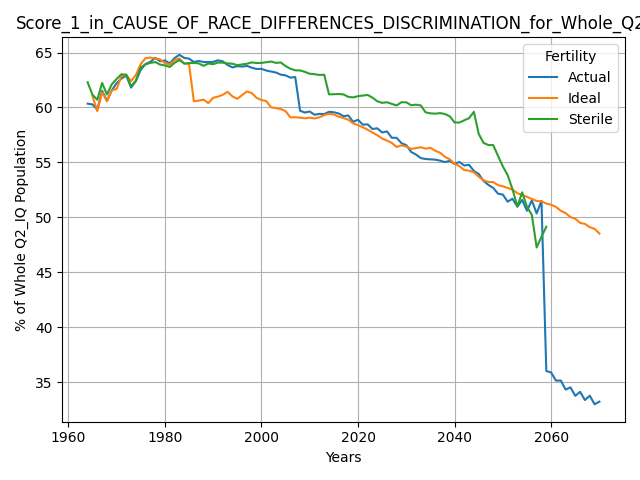 Score_1_in_CAUSE_OF_RACE_DIFFERENCES_DISCRIMINATION_for_Whole_Q2
Fertility
Actual
Ideal
Sterile
% of Whole Q2_IQ Population
65
60
55
50
45
40
35
1960 1980 2000 2020 2040 2060
Years